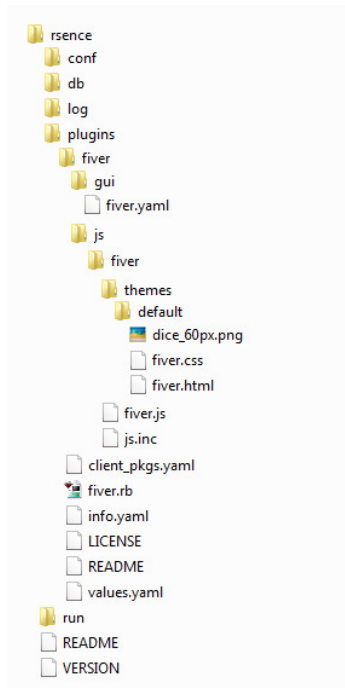 rsence
conf
db
log
plugins
fiver
gui
fiver.yaml
js
fiver
themes
default
dice_60px.png
fiver.css
fiver.html
fiver.js
js.inc
client_pkgs.yaml
fiver.rb
info.yaml
LICENSE
README
values.yaml
run
README
VERSION